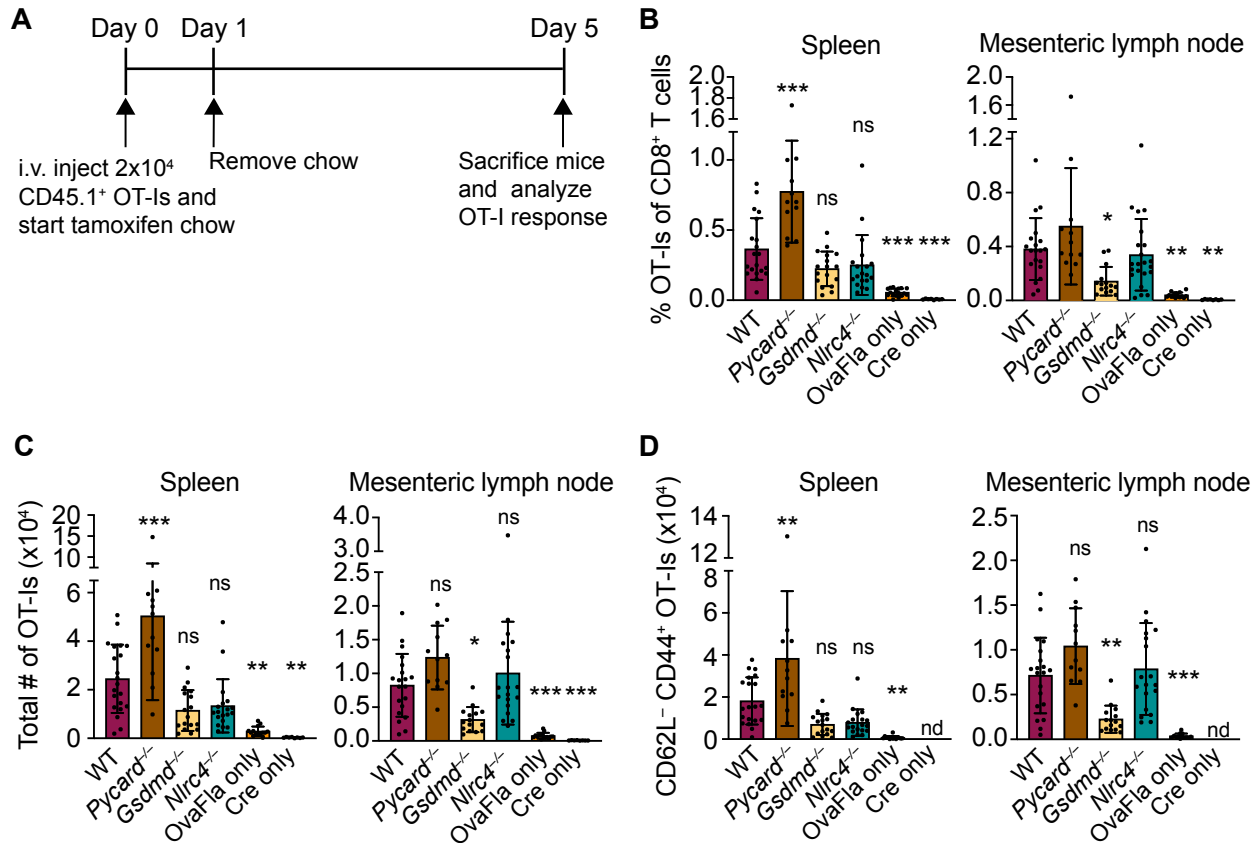 A
Day 0 Day 1 Day 5
i.v. inject 2x10⁴
CD45.1⁺ OT-Is and
start tamoxifen chow
Remove chow
Sacrifice mice
and analyze
OT-I response
B
Spleen
Mesenteric lymph node
% OT-Is of CD8⁺ T cells
2.0
1.6
1.2
1.0
0.5
0.0
*** ns ns *** ***
WT
Pycard⁻/⁻
Gsdmd⁻/⁻
Nlrc4⁻/⁻
OvaFla only
Cre only
2.0
1.6
1.2
0.8
0.4
0.0
* ** **
WT
Pycard⁻/⁻
Gsdmd⁻/⁻
Nlrc4⁻/⁻
OvaFla only
Cre only
C
Spleen
Mesenteric lymph node
Total # of OT-Is (x10⁴)
20
15
10
6
4
2
0
*** ns ns ** **
WT
Pycard⁻/⁻
Gsdmd⁻/⁻
Nlrc4⁻/⁻
OvaFla only
Cre only
4.0
3.0
2.5
2.0
1.5
1.0
0.5
0.0
ns * ns *** ***
WT
Pycard⁻/⁻
Gsdmd⁻/⁻
Nlrc4⁻/⁻
OvaFla only
Cre only
D
Spleen
Mesenteric lymph node
CD62L⁻ CD44⁺ OT-Is (x10⁴)
14
12
8
6
4
2
0
** ns ns ** nd
WT
Pycard⁻/⁻
Gsdmd⁻/⁻
Nlrc4⁻/⁻
OvaFla only
Cre only
2.5
2.0
1.5
1.0
0.5
0.0
ns ** ns *** nd
WT
Pycard⁻/⁻
Gsdmd⁻/⁻
Nlrc4⁻/⁻
OvaFla only
Cre only